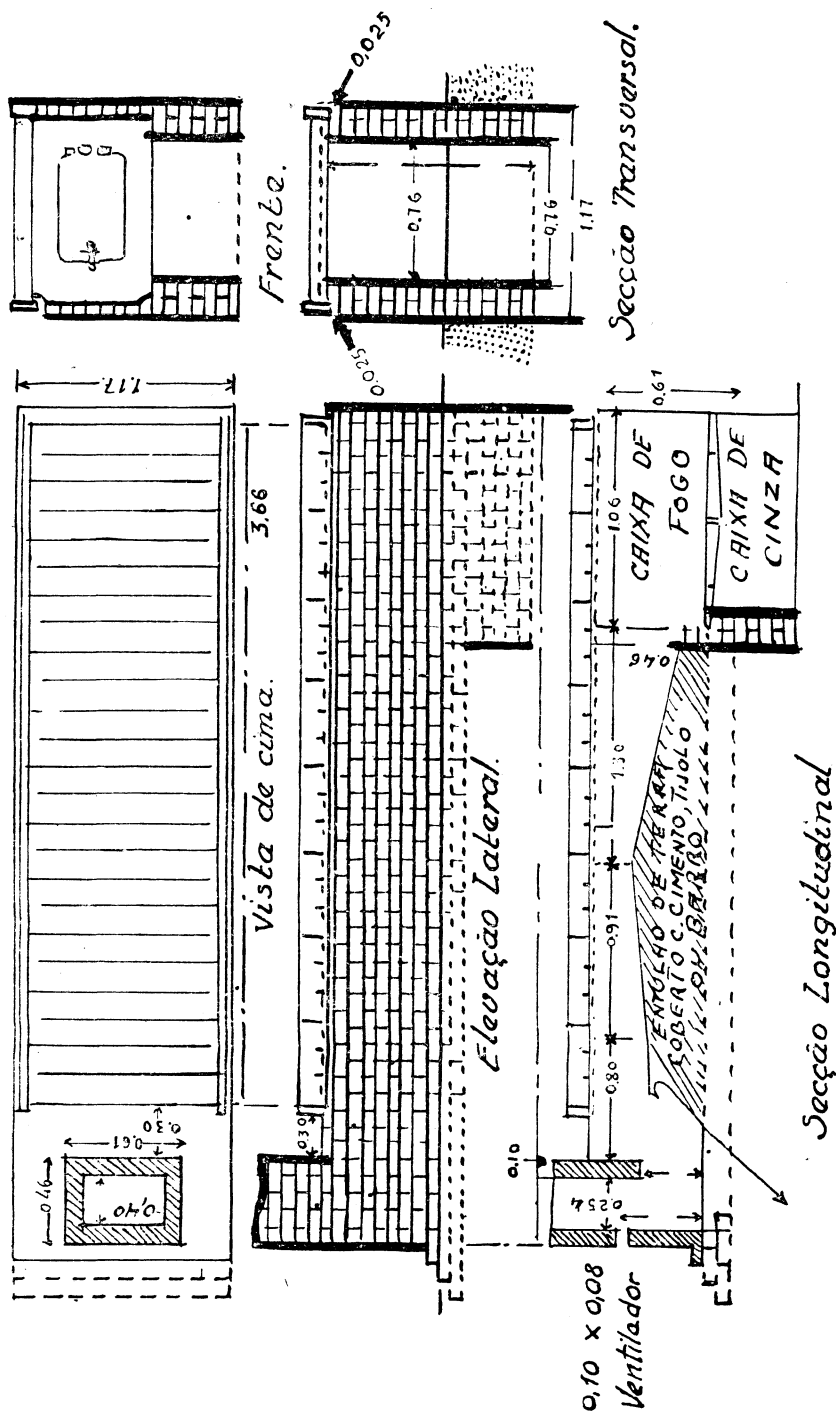 Frente.
0,025
0.025
0.76
0.76
1.17
Secção Transversal.
1.17
3,66
Vista de cima.
0.30
0.61
0.46
0,40
Elevação Lateral.
0.30
0.10
0.61
1.06
CAIXA DE
FOGO
CAIXA DE
CINZA
0.46
1.30
0.91
0.80
ENTULHO DE TERRA
COBERTO C. CIMENTO, TIJOLO
OU BARRO
0.254
0,10 x 0,08
Ventilador
Secção Longitudinal